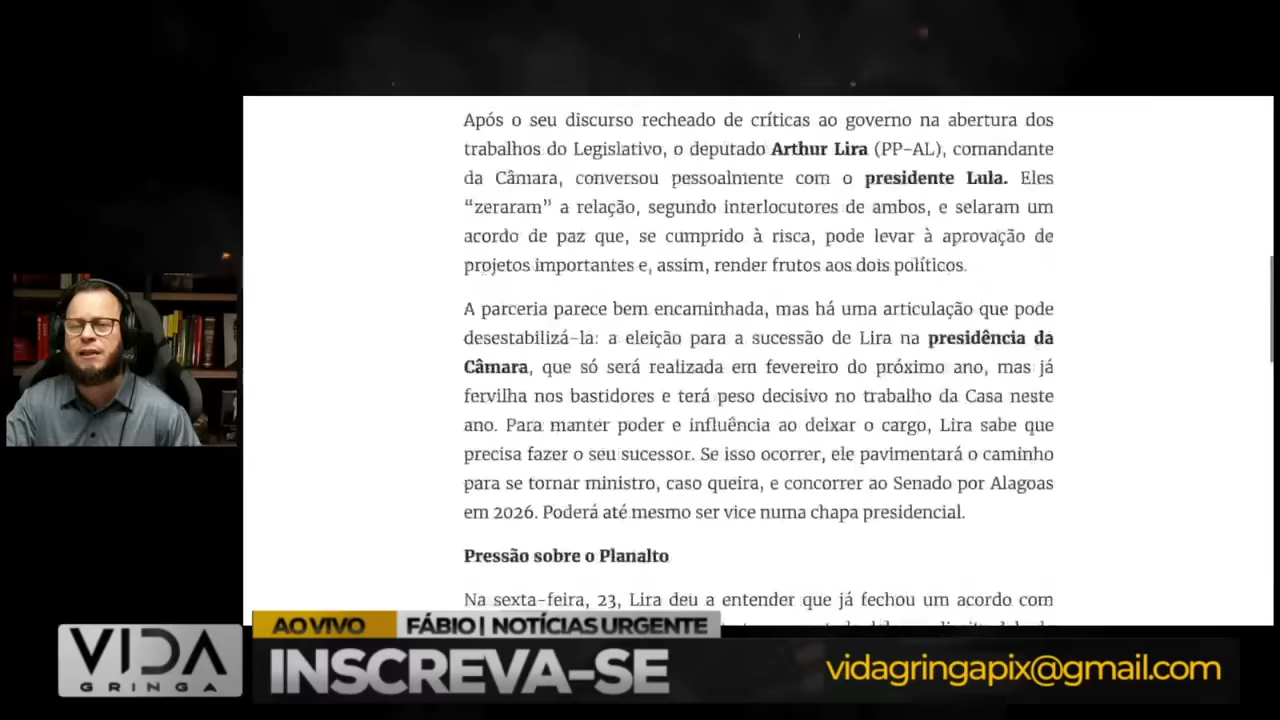 Após o seu discurso recheado de críticas ao governo na abertura dos
trabalhos do Legislativo, o deputado Arthur Lira (PP-AL), comandante
da Câmara, conversou pessoalmente com o presidente Lula. Eles
“zeraram” a relação, segundo interlocutores de ambos, e selaram um
acordo de paz que, se cumprido à risca, pode levar à aprovação de
projetos importantes e, assim, render frutos aos dois políticos.
A parceria parece bem encaminhada, mas há uma articulação que pode
desestabilizá-la: a eleição para a sucessão de Lira na presidência da
Câmara, que só será realizada em fevereiro do próximo ano, mas já
fervilha nos bastidores e terá peso decisivo no trabalho da Casa neste
ano. Para manter poder e influência ao deixar o cargo, Lira sabe que
precisa fazer o seu sucessor. Se isso ocorrer, ele pavimentará o caminho
para se tornar ministro, caso queira, e concorrer ao Senado por Alagoas
em 2026. Poderá até mesmo ser vice numa chapa presidencial.
Pressão sobre o Planalto
Na sexta-feira, 23, Lira deu a entender que já fechou um acordo com
AO VIVO
FÁBIO | NOTÍCIAS URGENTE
VIDA
GRINGA
INSCREVA-SE
vidagringapix@gmail.com